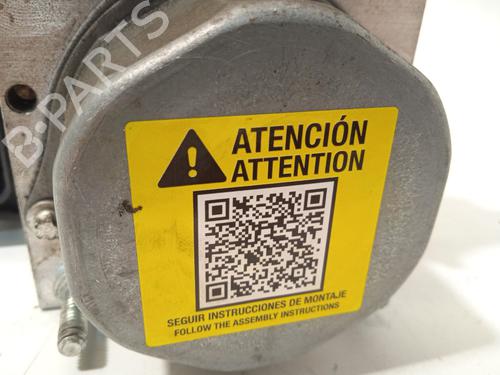 B-PARTS
ATENCIÓN
ATTENTION
SEGUIR INSTRUCCIONES DE MONTAJE
FOLLOW THE ASSEMBLY INSTRUCTIONS